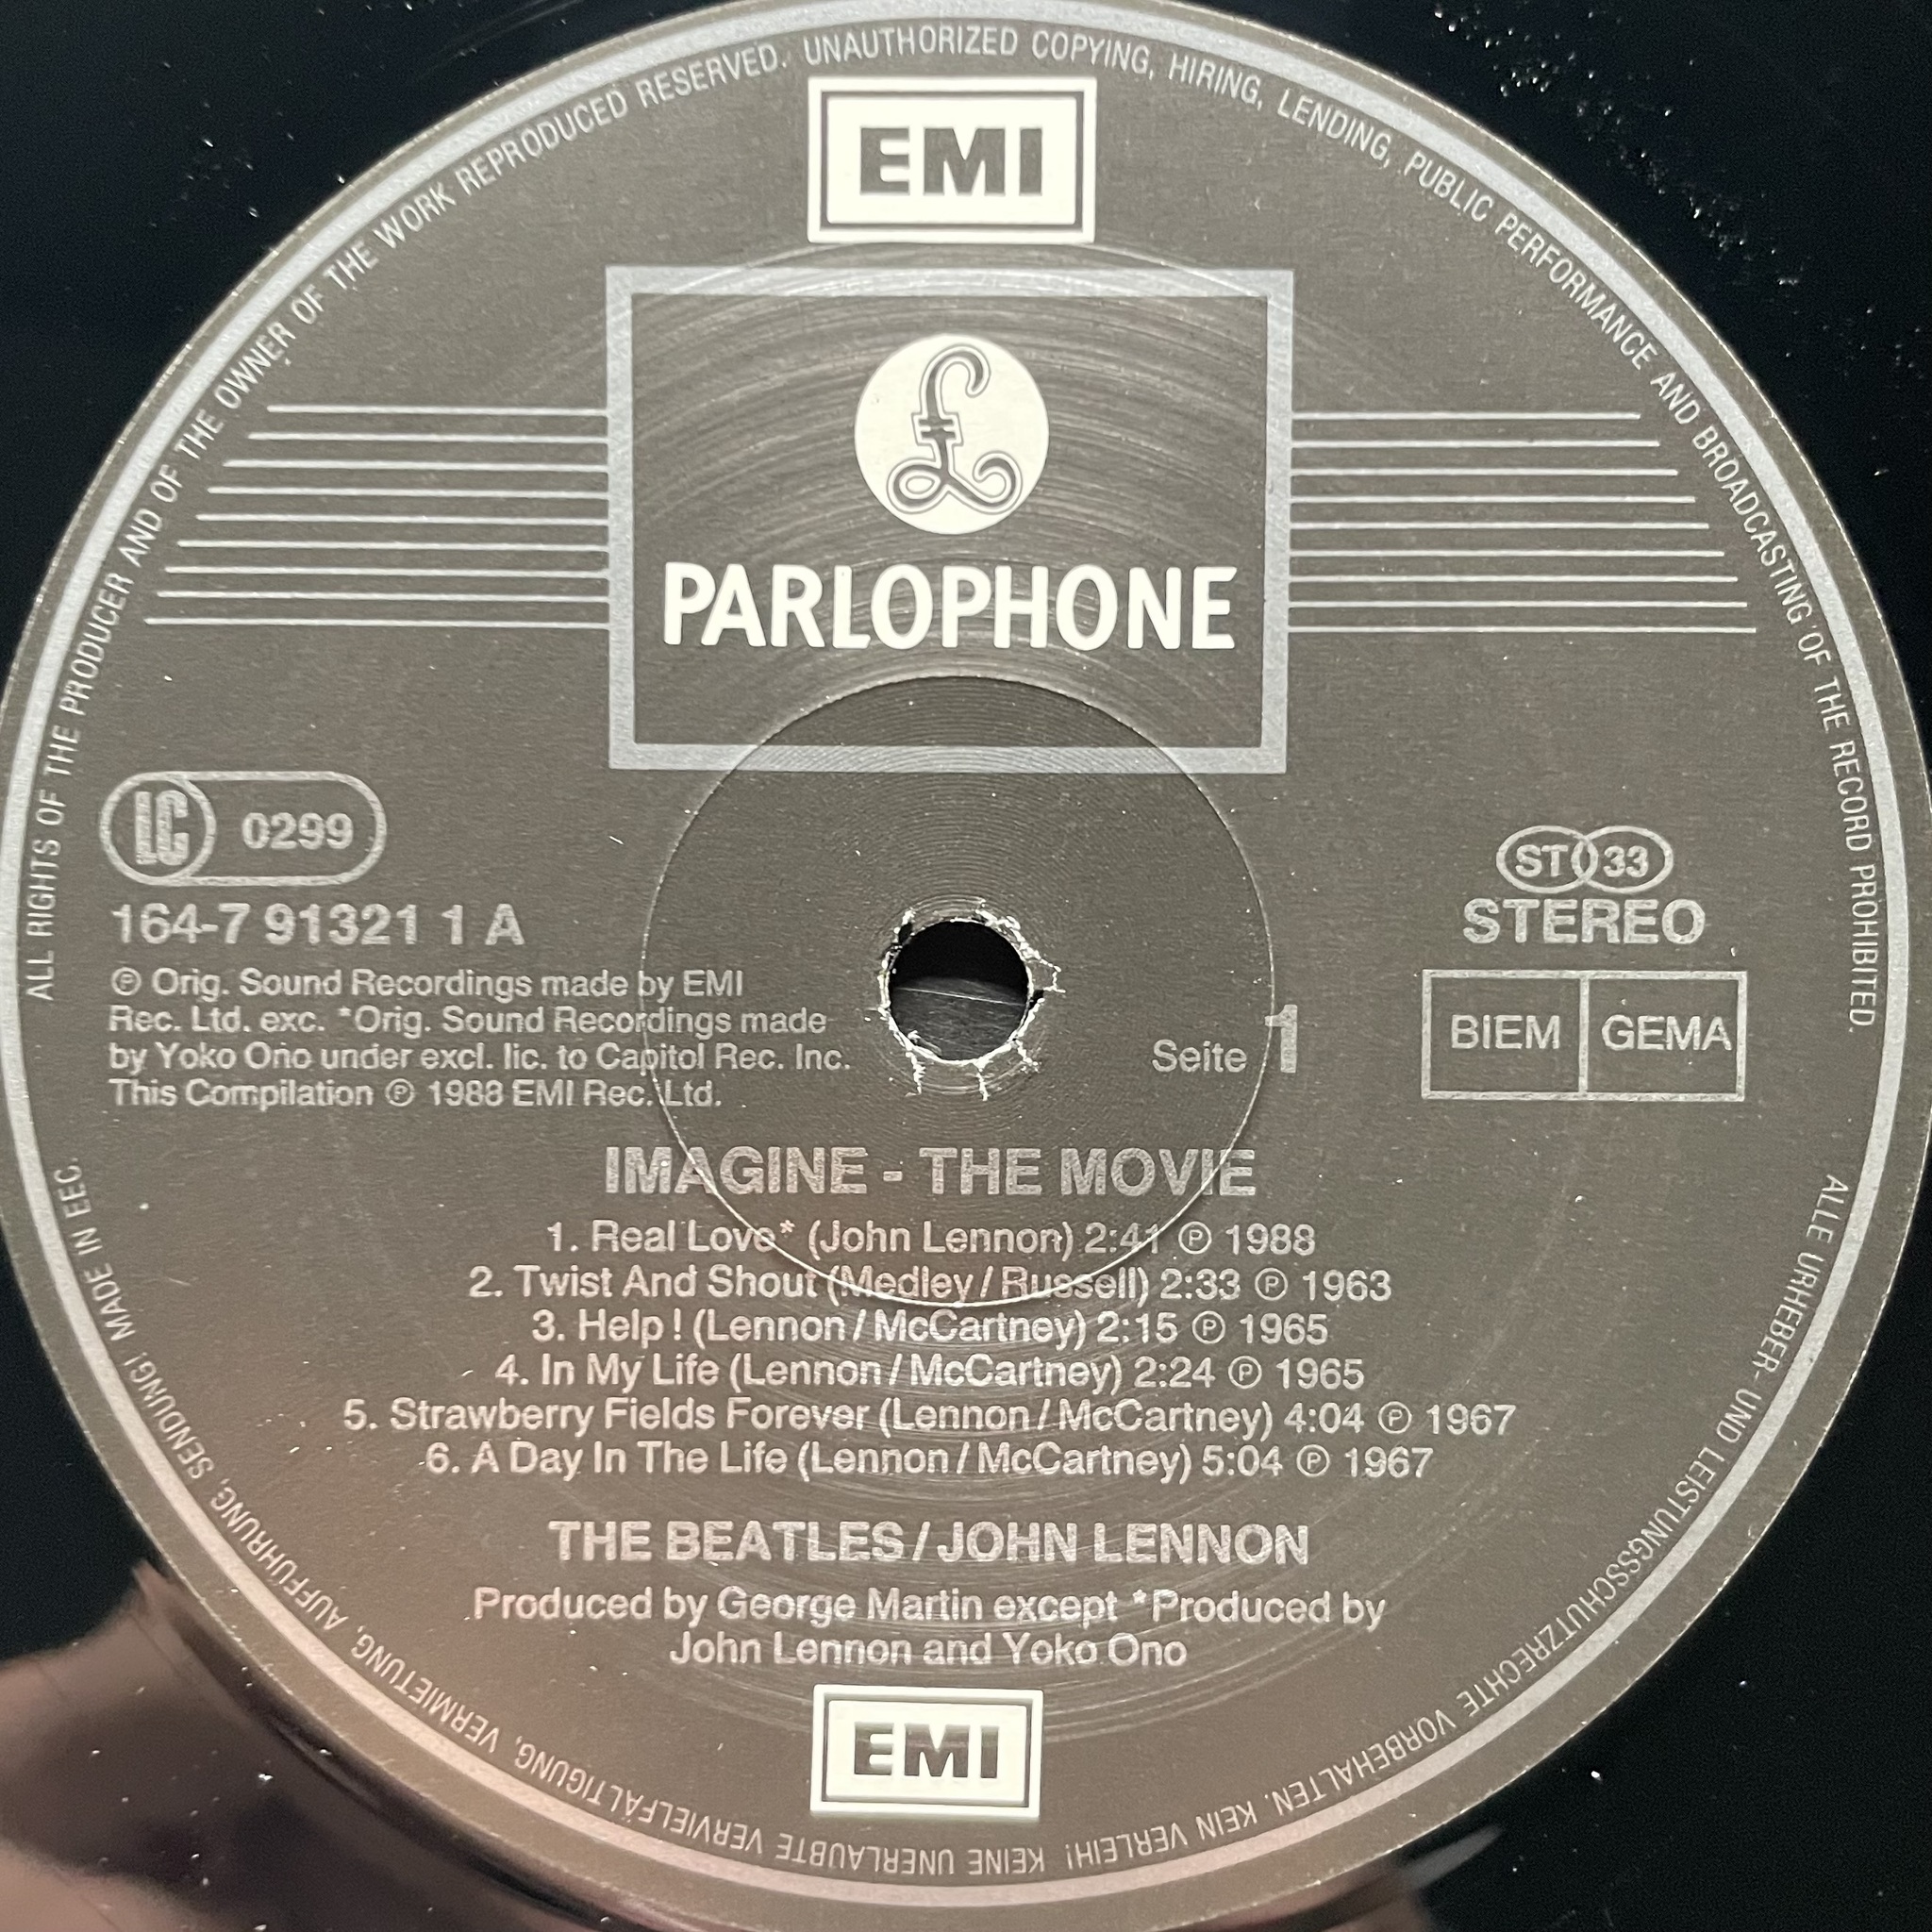 ALL RIGHTS OF THE PRODUCER AND OF THE OWNER OF THE WORK REPRODUCED RESERVED. UNAUTHORIZED COPYING, HIRING, LENDING, PUBLIC PERFORMANCE AND BROADCASTING OF THE RECORD PROHIBITED.
EMI
£
PARLOPHONE
LC 0299
164-7 91321 1 A
℗ Orig. Sound Recordings made by EMI
Rec. Ltd. exc. *Orig. Sound Recordings made
by Yoko Ono under excl. lic. to Capitol Rec. Inc.
This Compilation ℗ 1988 EMI Rec. Ltd.
Seite 1
ST 33
STEREO
BIEM GEMA
IMAGINE - THE MOVIE
1. Real Love* (John Lennon) 2:41 ℗ 1988
2. Twist And Shout (Medley/Russell) 2:33 ℗ 1963
3. Help! (Lennon/McCartney) 2:15 ℗ 1965
4. In My Life (Lennon/McCartney) 2:24 ℗ 1965
5. Strawberry Fields Forever (Lennon/McCartney) 4:04 ℗ 1967
6. A Day In The Life (Lennon/McCartney) 5:04 ℗ 1967
THE BEATLES/JOHN LENNON
Produced by George Martin except *Produced by
John Lennon and Yoko Ono
EMI
ALLE URHEBER- UND LEISTUNGSSCHUTZRECHTE VORBEHALTEN. KEIN VERLEIH! KEINE UNERLAUBTE VERVIELFÄLTIGUNG, VERMIETUNG, AUFFÜHRUNG, SENDUNG! MADE IN EEC.